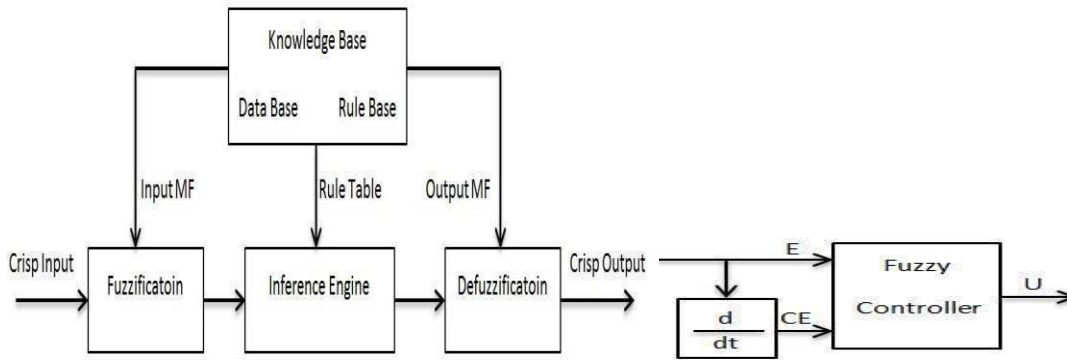 Knowledge Base
Data Base Rule Base
Input MF Rule Table Output MF
Crisp Input Fuzzificatoin Inference Engine Defuzzificatoin Crisp Output
E
Fuzzy
Controller
U
d
dt
CE